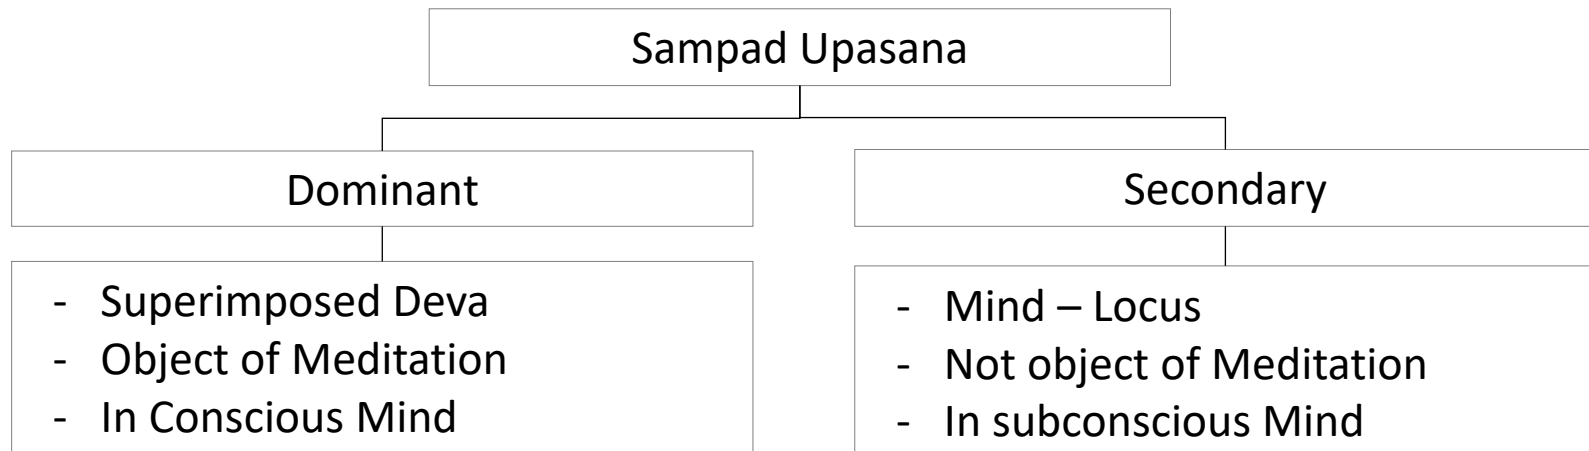 Sampad Upasana
Dominant
Secondary
- Superimposed Deva
- Object of Meditation
- In Conscious Mind
- Mind – Locus
- Not object of Meditation
- In subconscious Mind